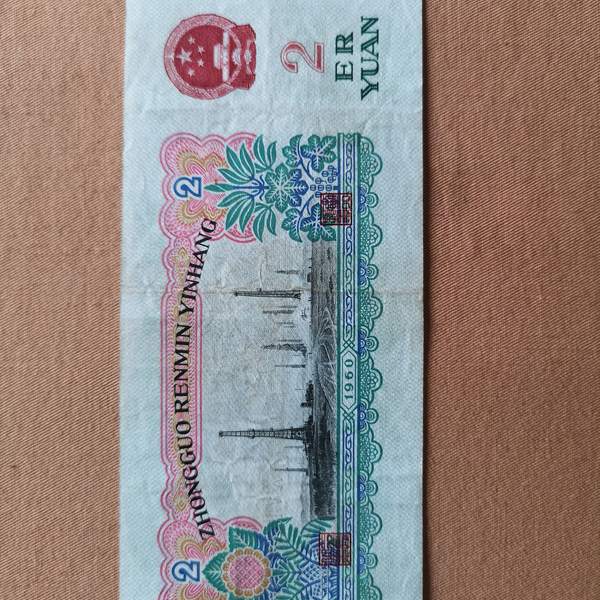 2
ZHONGGUO RENMIN YINHANG
2
1960
2
ER
YUAN